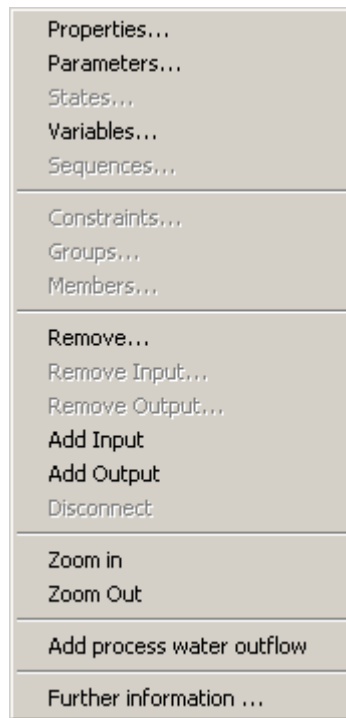 Properties...
Parameters...
States...
Variables...
Sequences...
Constraints...
Groups...
Members...
Remove...
Remove Input...
Remove Output...
Add Input
Add Output
Disconnect
Zoom in
Zoom Out
Add process water outflow
Further information ...